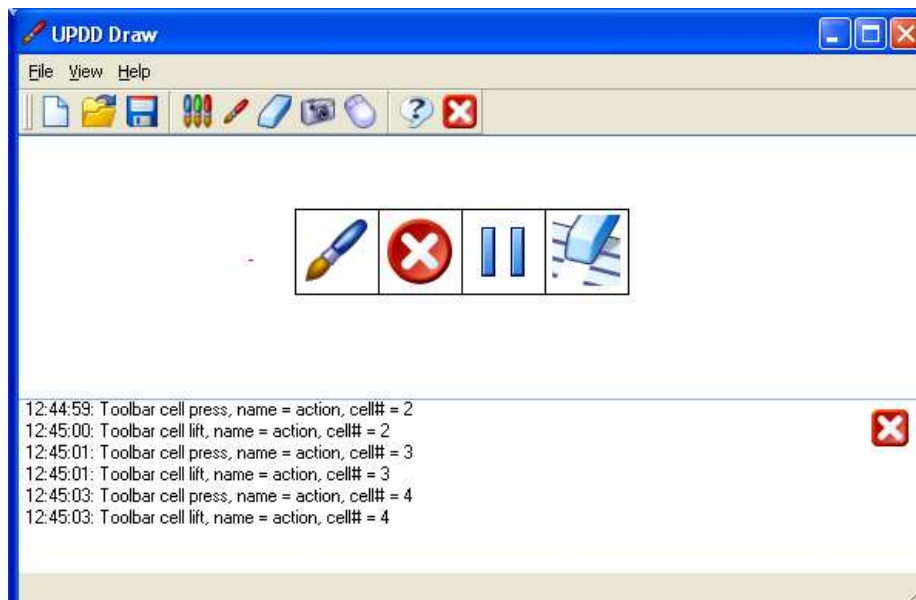 UPDD Draw
File View Help
12:44:59: Toolbar cell press, name = action, cell# = 2
12:45:00: Toolbar cell lift, name = action, cell# = 2
12:45:01: Toolbar cell press, name = action, cell# = 3
12:45:01: Toolbar cell lift, name = action, cell# = 3
12:45:03: Toolbar cell press, name = action, cell# = 4
12:45:03: Toolbar cell lift, name = action, cell# = 4